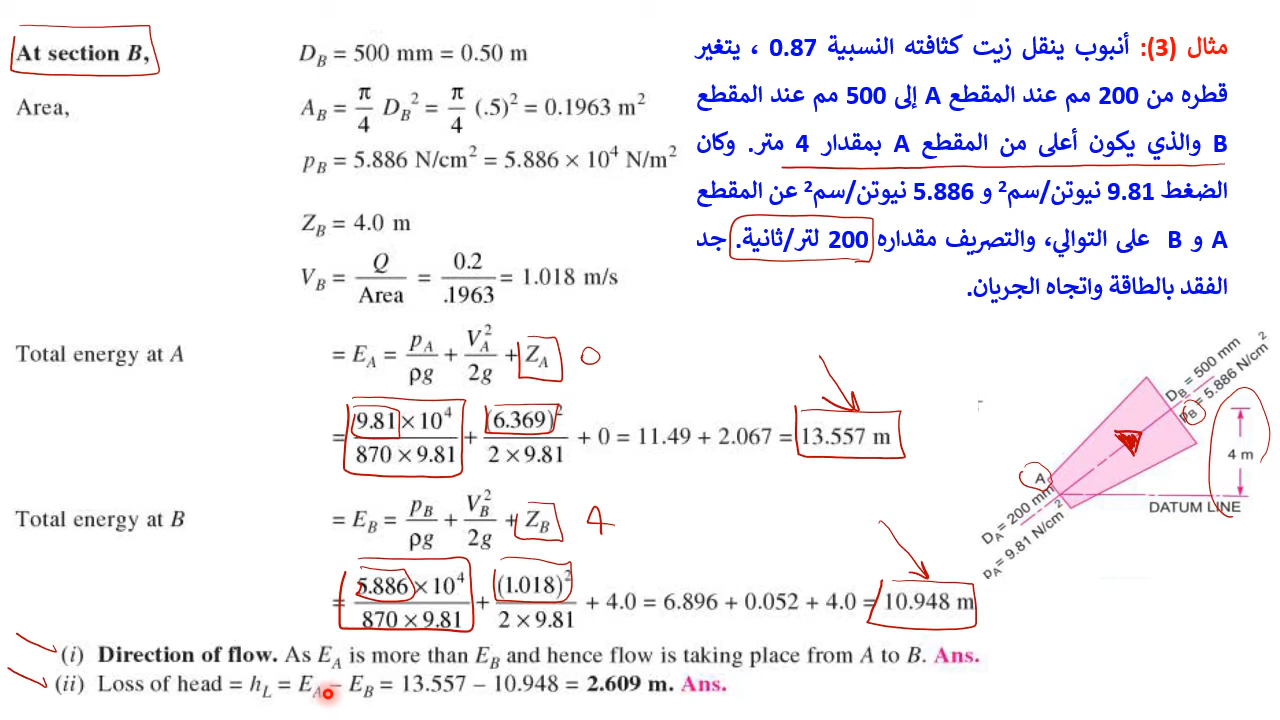 مثال (3): أنبوب ينقل زيت كثافته النسبية 0.87 ، يتغير
قطره من 200 مم عند المقطع A إلى 500 مم عند المقطع
B والذي يكون أعلى من المقطع A بمقدار 4 متر. وكان
الضغط 9.81 نيوتن/سم² و 5.886 نيوتن/سم² عن المقطع
A و B على التوالي، والتصريف مقداره 200 لتر/ثانية. جد
الفقد بالطاقة واتجاه الجريان.
At section B, D_B = 500 mm = 0.50 m
Area, A_B = π/4 D_B² = π/4 (.5)² = 0.1963 m²
p_B = 5.886 N/cm² = 5.886 × 10⁴ N/m²
Z_B = 4.0 m
V_B = Q/Area = 0.2/.1963 = 1.018 m/s
Total energy at A = E_A = p_A/ρg + V_A²/2g + Z_A 0
= 9.81 × 10⁴/870 × 9.81 + (6.369)²/2 × 9.81 + 0 = 11.49 + 2.067 = 13.557 m
Total energy at B = E_B = p_B/ρg + V_B²/2g + Z_B 4
= 5.886 × 10⁴/870 × 9.81 + (1.018)²/2 × 9.81 + 4.0 = 6.896 + 0.052 + 4.0 = 10.948 m
(i) Direction of flow. As E_A is more than E_B and hence flow is taking place from A to B. Ans.
(ii) Loss of head = h_L = E_A – E_B = 13.557 – 10.948 = 2.609 m. Ans.
D_B = 500 mm
p_B = 5.886 N/cm²
4 m
A
DATUM LINE
D_A = 200 mm
p_A = 9.81 N/cm²